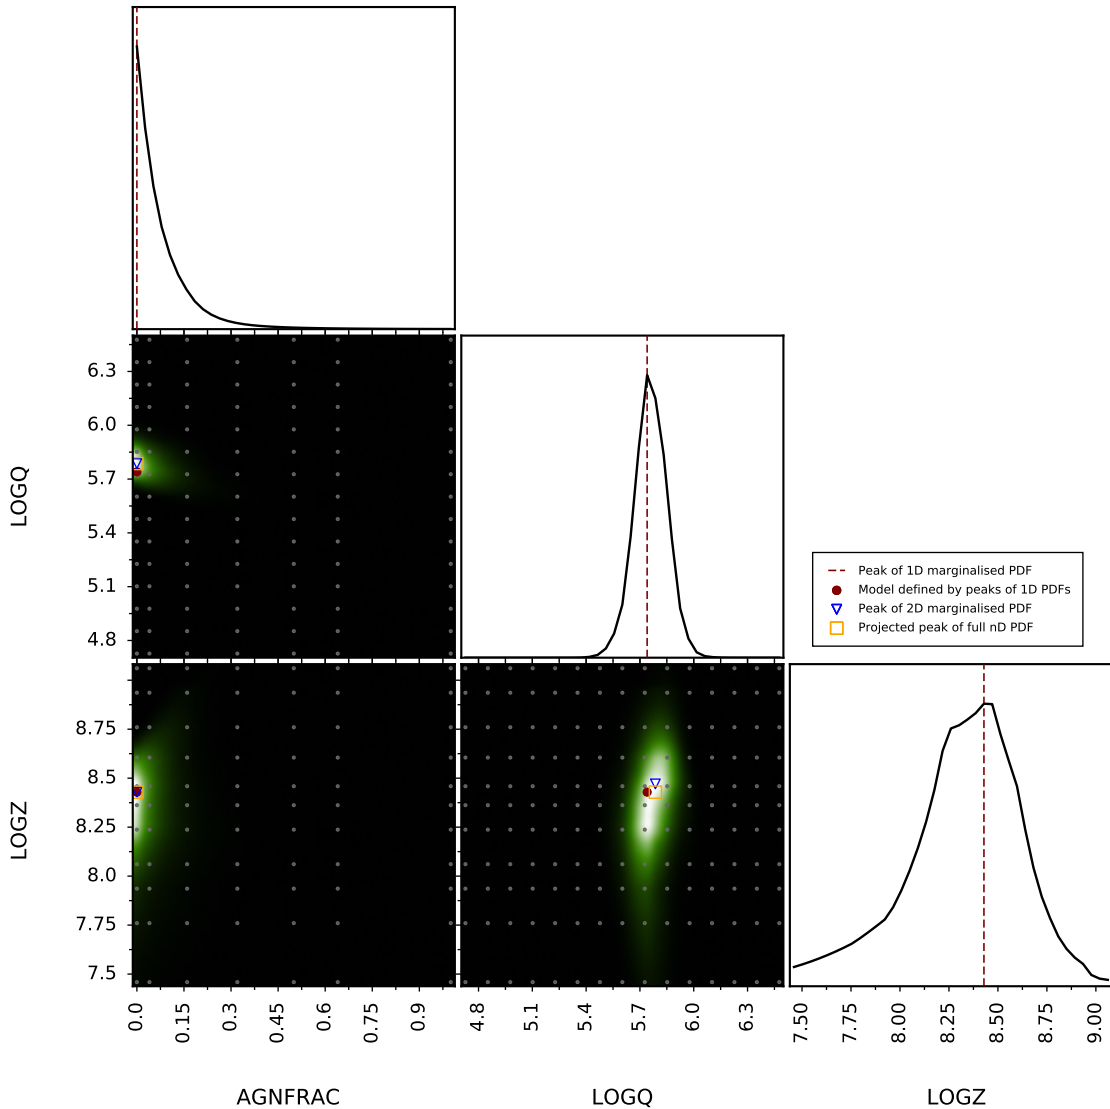 6.3
6.0
5.7
5.4
5.1
4.8
LOGQ
Peak of 1D marginalised PDF
Model defined by peaks of 1D PDFs
Peak of 2D marginalised PDF
Projected peak of full nD PDF
8.75
8.5
8.25
8.0
7.75
7.5
LOGZ
0.0 0.15 0.3 0.45 0.6 0.75 0.9
4.8 5.1 5.4 5.7 6.0 6.3
7.50 7.75 8.00 8.25 8.50 8.75 9.00
AGNFRAC
LOGQ
LOGZ